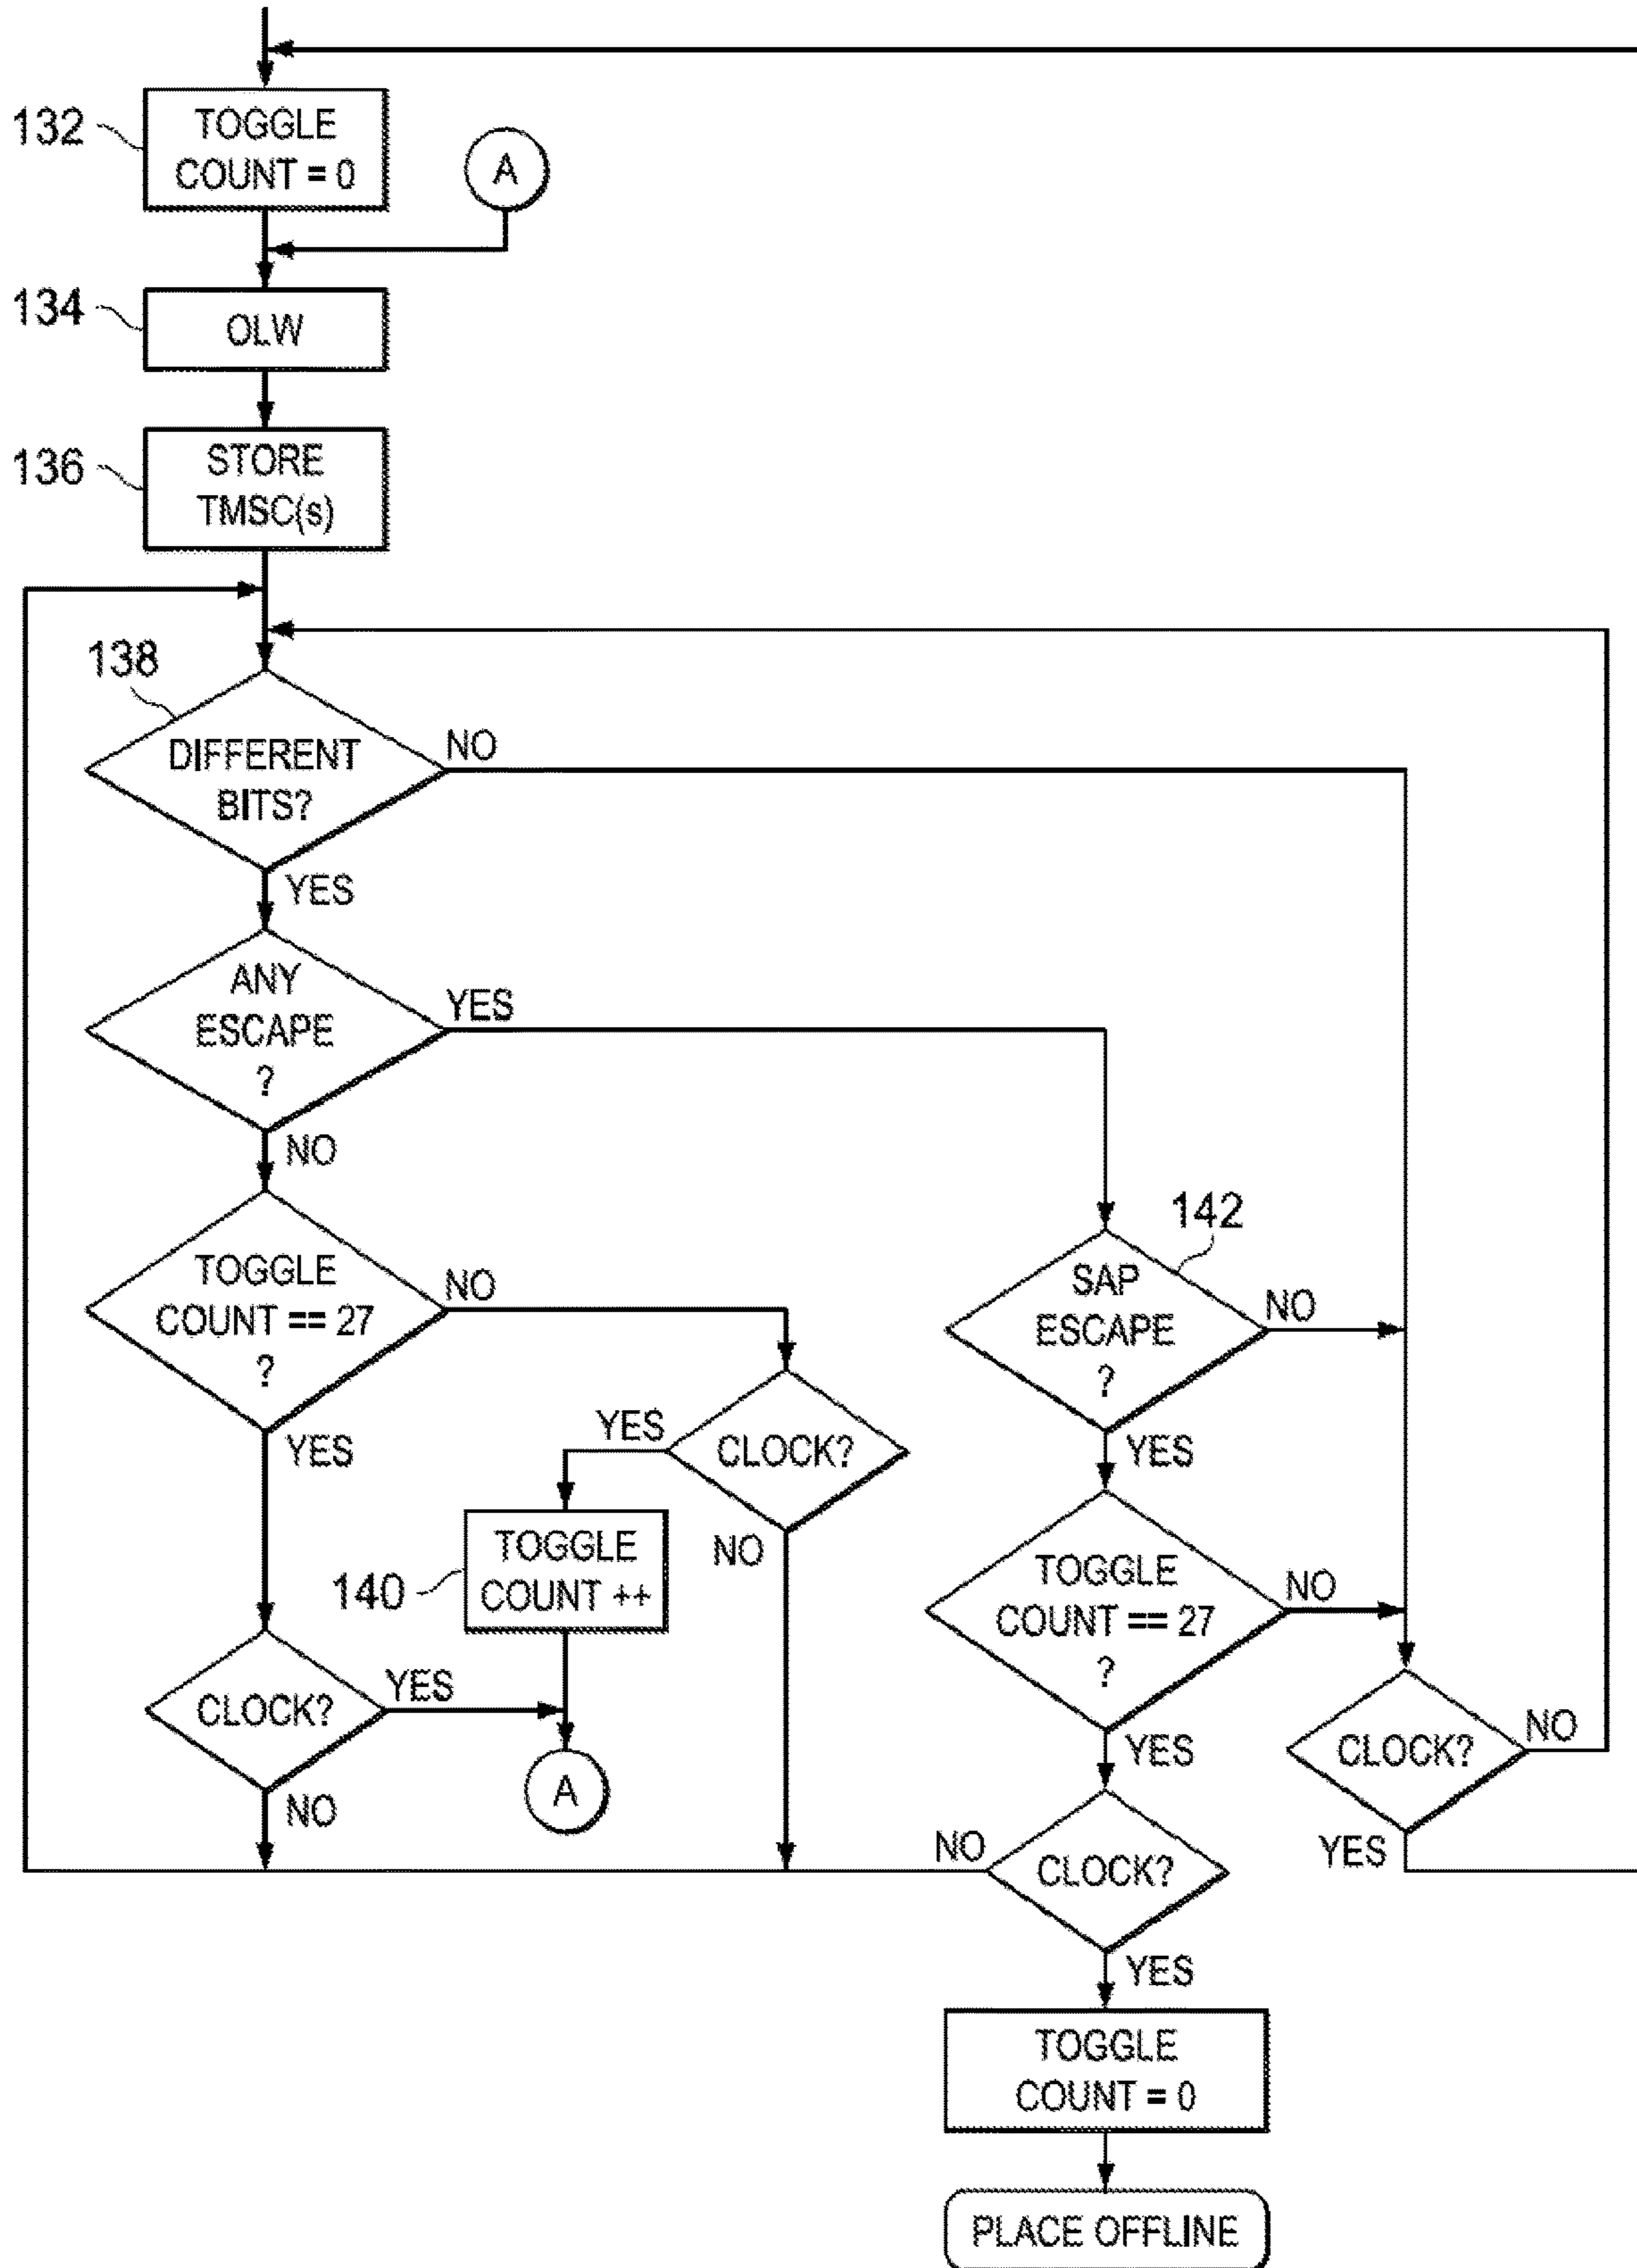 132
TOGGLE
COUNT = 0
A
134
OLW
136
STORE
TMSC(s)
138
DIFFERENT
BITS?
NO
YES
ANY
ESCAPE
?
YES
NO
TOGGLE
COUNT == 27
?
NO
YES
142
SAP
ESCAPE
?
NO
YES
CLOCK?
YES
NO
140
TOGGLE
COUNT ++
TOGGLE
COUNT == 27
?
NO
YES
CLOCK?
YES
NO
A
CLOCK?
NO
YES
CLOCK?
NO
YES
TOGGLE
COUNT = 0
PLACE OFFLINE